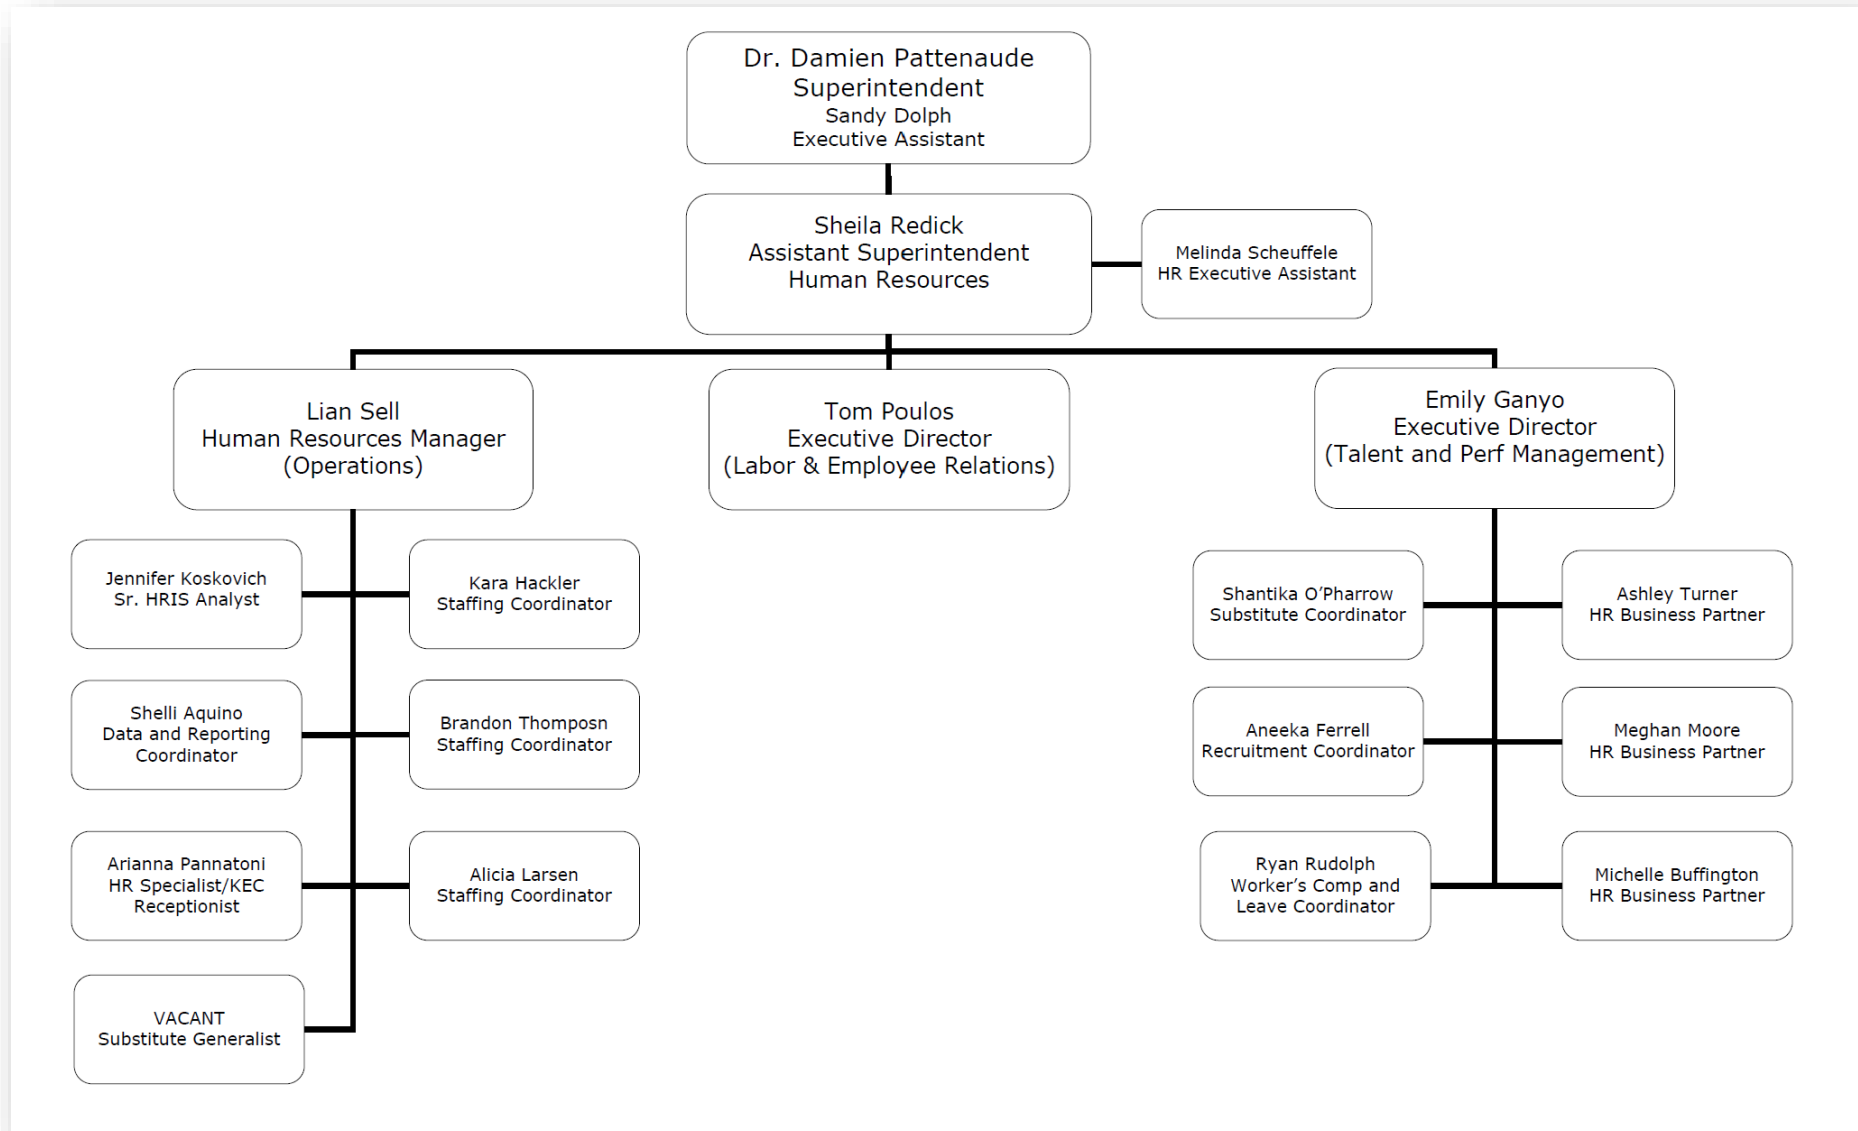 Dr. Damien Pattenaude
Superintendent
Sandy Dolph
Executive Assistant
Sheila Redick
Assistant Superintendent
Human Resources
Melinda Scheuffele
HR Executive Assistant
Lian Sell
Human Resources Manager
(Operations)
Tom Poulos
Executive Director
(Labor & Employee Relations)
Emily Ganyo
Executive Director
(Talent and Perf Management)
Jennifer Koskovich
Sr. HRIS Analyst
Kara Hackler
Staffing Coordinator
Shantika O’Pharrow
Substitute Coordinator
Ashley Turner
HR Business Partner
Shelli Aquino
Data and Reporting
Coordinator
Brandon Thomposn
Staffing Coordinator
Aneeka Ferrell
Recruitment Coordinator
Meghan Moore
HR Business Partner
Arianna Pannatoni
HR Specialist/KEC
Receptionist
Alicia Larsen
Staffing Coordinator
Ryan Rudolph
Worker’s Comp and
Leave Coordinator
Michelle Buffington
HR Business Partner
VACANT
Substitute Generalist